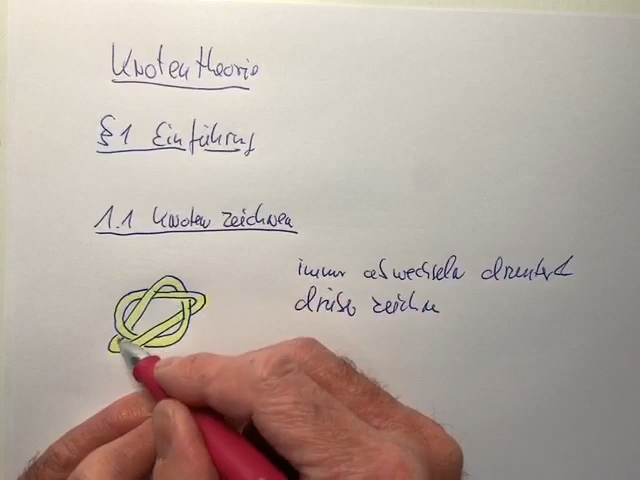 Knotentheorie
§1 Einführung
1.1 Knoten zeichnen
immer abwechseln drunter &
drüber zeichnen